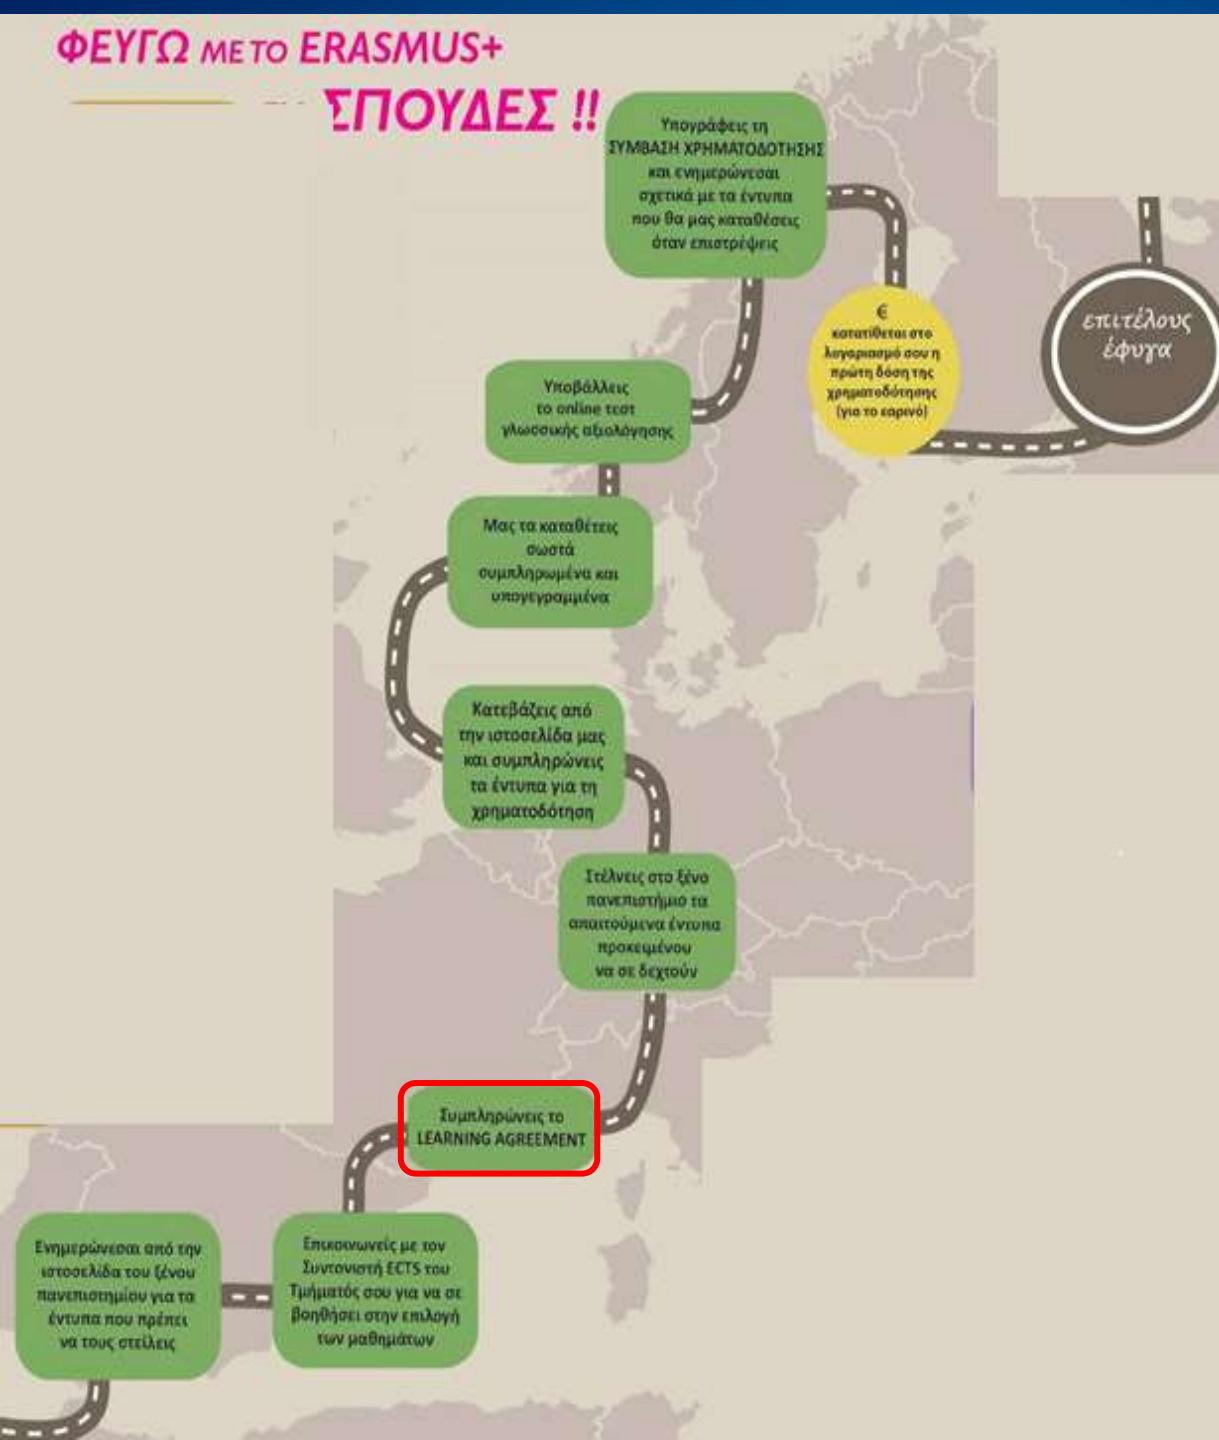 ΦΕΥΓΩ ΜΕ ΤΟ ERASMUS+
ΣΠΟΥΔΕΣ !!
Υπογράφεις τη
ΣΥΜΒΑΣΗ ΧΡΗΜΑΤΟΔΟΤΗΣΗΣ
και ενημερώνεσαι
σχετικά με τα έντυπα
που θα μας καταθέσεις
όταν επιστρέψεις
€
κατατίθεται στο
λογαριασμό σου η
πρώτη δόση της
χρηματοδότησης
(για το εαρινό)
επιτέλους
έφυγα
Υποβάλλεις
το online τεστ
γλωσσικής αξιολόγησης
Μας τα καταθέτεις
σωστά
συμπληρωμένα και
υπογεγραμμένα
Κατεβάζεις από
την ιστοσελίδα μας
και συμπληρώνεις
τα έντυπα για τη
χρηματοδότηση
Στέλνεις στο ξένο
πανεπιστήμιο τα
απαιτούμενα έντυπα
προκειμένου
να σε δεχτούν
Συμπληρώνεις το
LEARNING AGREEMENT
Επικοινωνείς με τον
Συντονιστή ECTS του
Τμήματός σου για να σε
βοηθήσει στην επιλογή
των μαθημάτων
Ενημερώνεσαι από την
ιστοσελίδα του ξένου
πανεπιστημίου για τα
έντυπα που πρέπει
να τους στείλεις